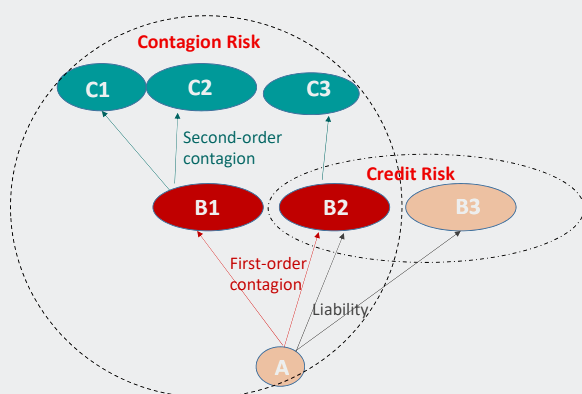 Contagion Risk
C1
C2
C3
Second-order
contagion
Credit Risk
B1
B2
B3
First-order
contagion
Liability
A